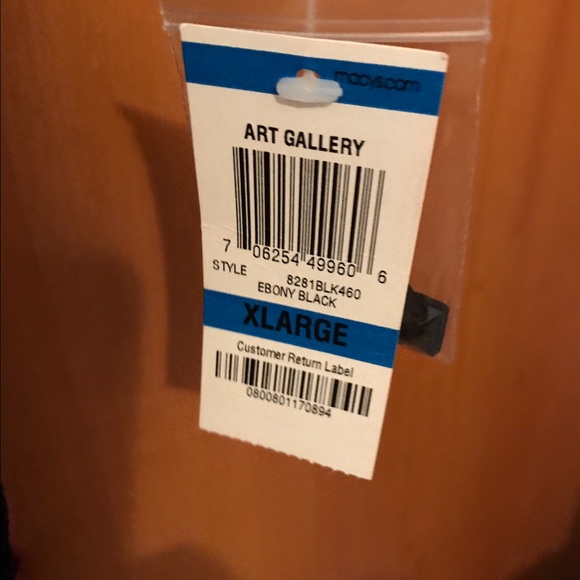 macys.com
ART GALLERY
7 06254 49960 6
STYLE 8281BLK460
EBONY BLACK
XLARGE
Customer Return Label
0800801170894